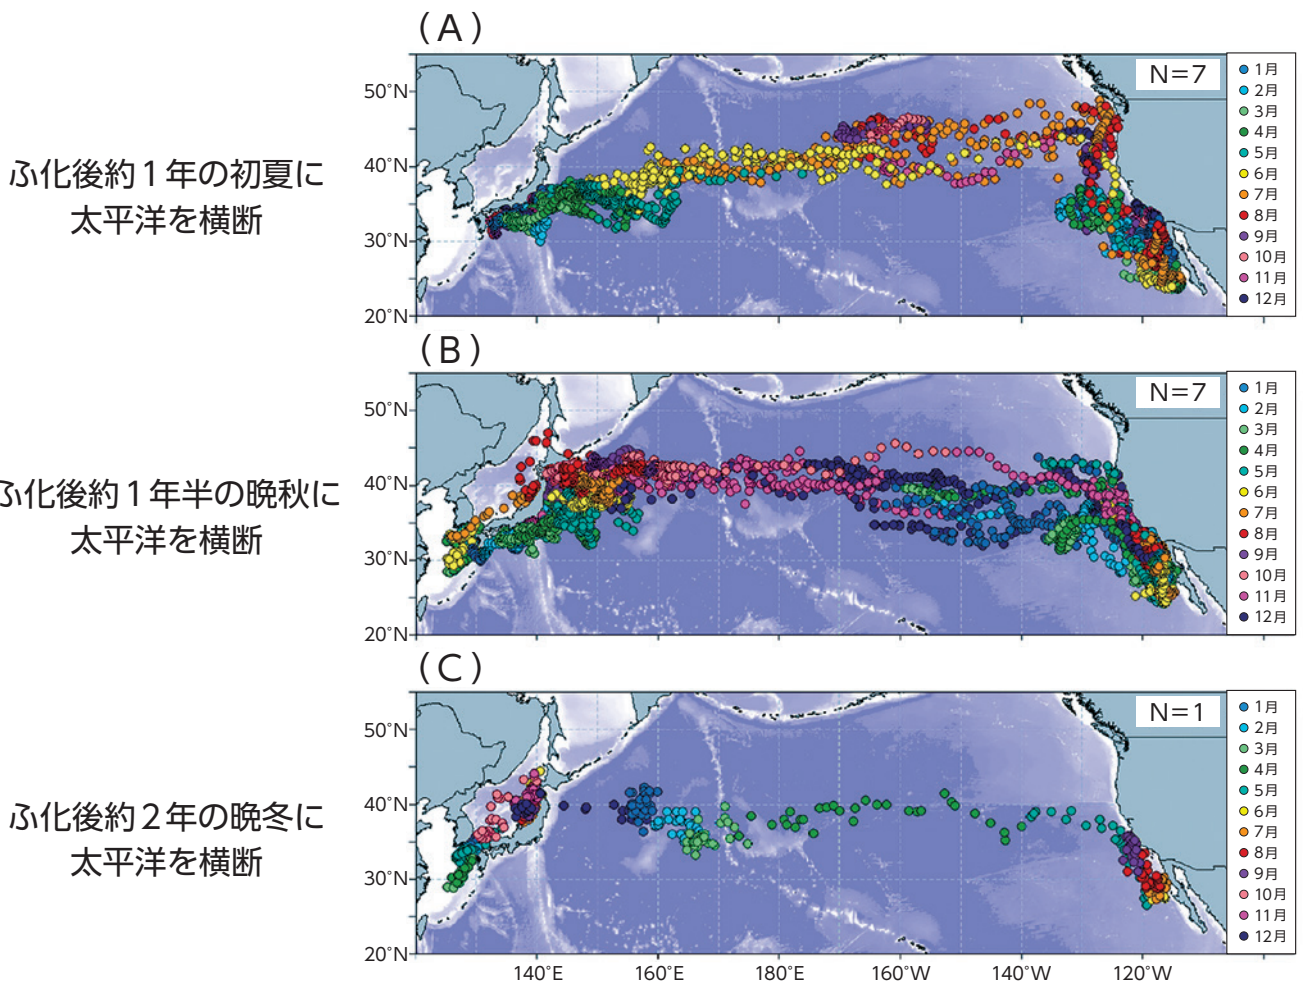 (A)
ふ化後約1年の初夏に
太平洋を横断
50°N
40°N
30°N
20°N
N=7
1月
2月
3月
4月
5月
6月
7月
8月
9月
10月
11月
12月
(B)
ふ化後約1年半の晩秋に
太平洋を横断
50°N
40°N
30°N
20°N
N=7
1月
2月
3月
4月
5月
6月
7月
8月
9月
10月
11月
12月
(C)
ふ化後約2年の晩冬に
太平洋を横断
50°N
40°N
30°N
20°N
N=1
1月
2月
3月
4月
5月
6月
7月
8月
9月
10月
11月
12月
140°E 160°E 180°E 160°W 140°W 120°W